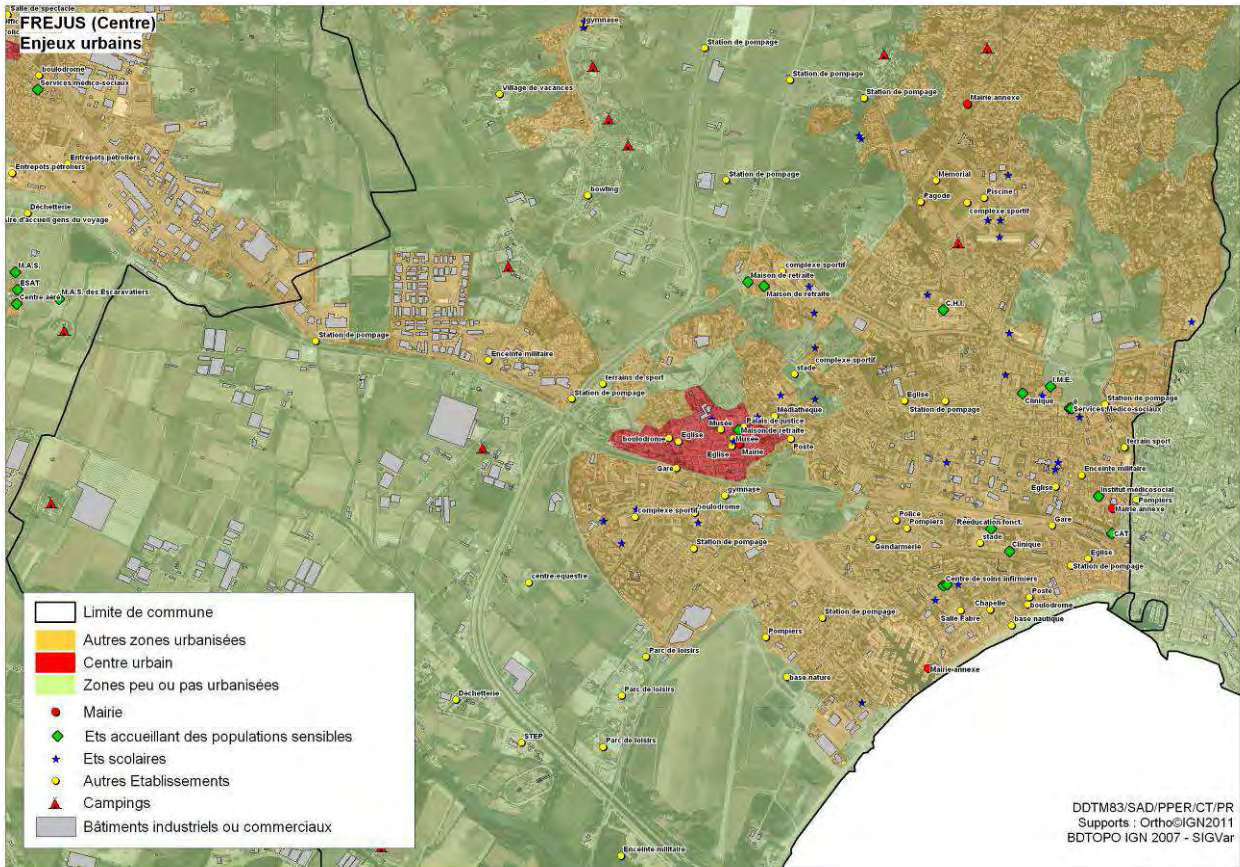 FREJUS (Centre)
Enjeux urbains
Salle de spectacle
boulodrome
Services médico-sociaux
Entrepôts pétroliers
Entrepôts pétroliers
Déchetterie
Aire d'accueil gens du voyage
M.A.S.
ESAT
Centre aéré
M.A.S. des Escaravatiers
gymnase
Station de pompage
Station de pompage
Station de pompage
Village de vacances
Mairie annexe
bowling
Station de pompage
Mémorial
Pagode
Piscine
complexe sportif
complexe sportif
Maison de retraite
Maison de retraite
C.H.I.
Station de pompage
Enceinte militaire
terrains de sport
Station de pompage
complexe sportif
stade
I.M.E.
Clinique
Services Médico-sociaux
Station de pompage
Eglise
Station de pompage
Médiathèque
Palais de justice
Musée
Maison de retraite
boulodrome
Eglise
Musée
Eglise
Mairie
Poste
Gare
terrain sport
Enceinte militaire
Eglise
Institut médicosocial
Pompiers
Mairie annexe
gymnase
boulodrome
complexe sportif
Station de pompage
Police
Pompiers
Gendarmerie
Rééducation fonct.
stade
Clinique
Gare
CAT
Eglise
Station de pompage
centre equestre
Centre de soins infirmiers
Poste
Chapelle
boulodrome
Salle Fabre
base nautique
Station de pompage
Pompiers
Parc de loisirs
Mairie-annexe
base nature
Parc de loisirs
Déchetterie
STEP
Parc de loisirs
Enceinte militaire
Limite de commune
Autres zones urbanisées
Centre urbain
Zones peu ou pas urbanisées
Mairie
Ets accueillant des populations sensibles
Ets scolaires
Autres Etablissements
Campings
Bâtiments industriels ou commerciaux
DDTM83/SAD/PPER/CT/PR
Supports : Ortho©IGN2011
BDTOPO IGN 2007 - SIGVar